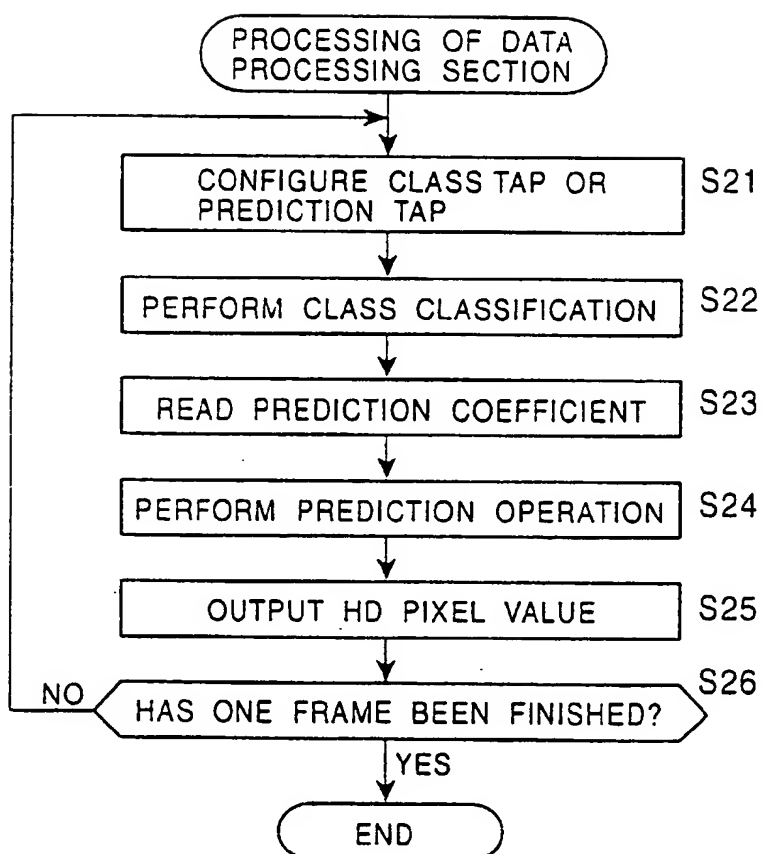 PROCESSING OF DATA
PROCESSING SECTION
CONFIGURE CLASS TAP OR
PREDICTION TAP
S21
PERFORM CLASS CLASSIFICATION
S22
READ PREDICTION COEFFICIENT
S23
PERFORM PREDICTION OPERATION
S24
OUTPUT HD PIXEL VALUE
S25
S26
NO
HAS ONE FRAME BEEN FINISHED?
YES
END